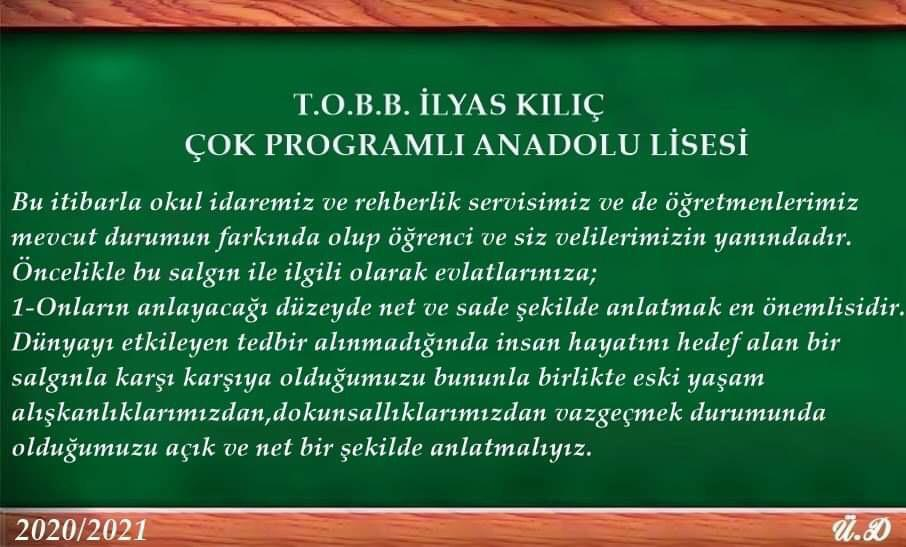 T.O.B.B. İLYAS KILIÇ
ÇOK PROGRAMLI ANADOLU LİSESİ
Bu itibarla okul idaremiz ve rehberlik servisimiz ve de öğretmenlerimiz
mevcut durumun farkında olup öğrenci ve siz velilerimizin yanındadır.
Öncelikle bu salgın ile ilgili olarak evlatlarınıza;
1-Onların anlayacağı düzeyde net ve sade şekilde anlatmak en önemlisidir.
Dünyayı etkileyen tedbir alınmadığında insan hayatını hedef alan bir
salgınla karşı karşıya olduğumuzu bununla birlikte eski yaşam
alışkanlıklarımızdan,dokunsallıklarımızdan vazgeçmek durumunda
olduğumuzu açık ve net bir şekilde anlatmalıyız.
2020/2021
Ü.D